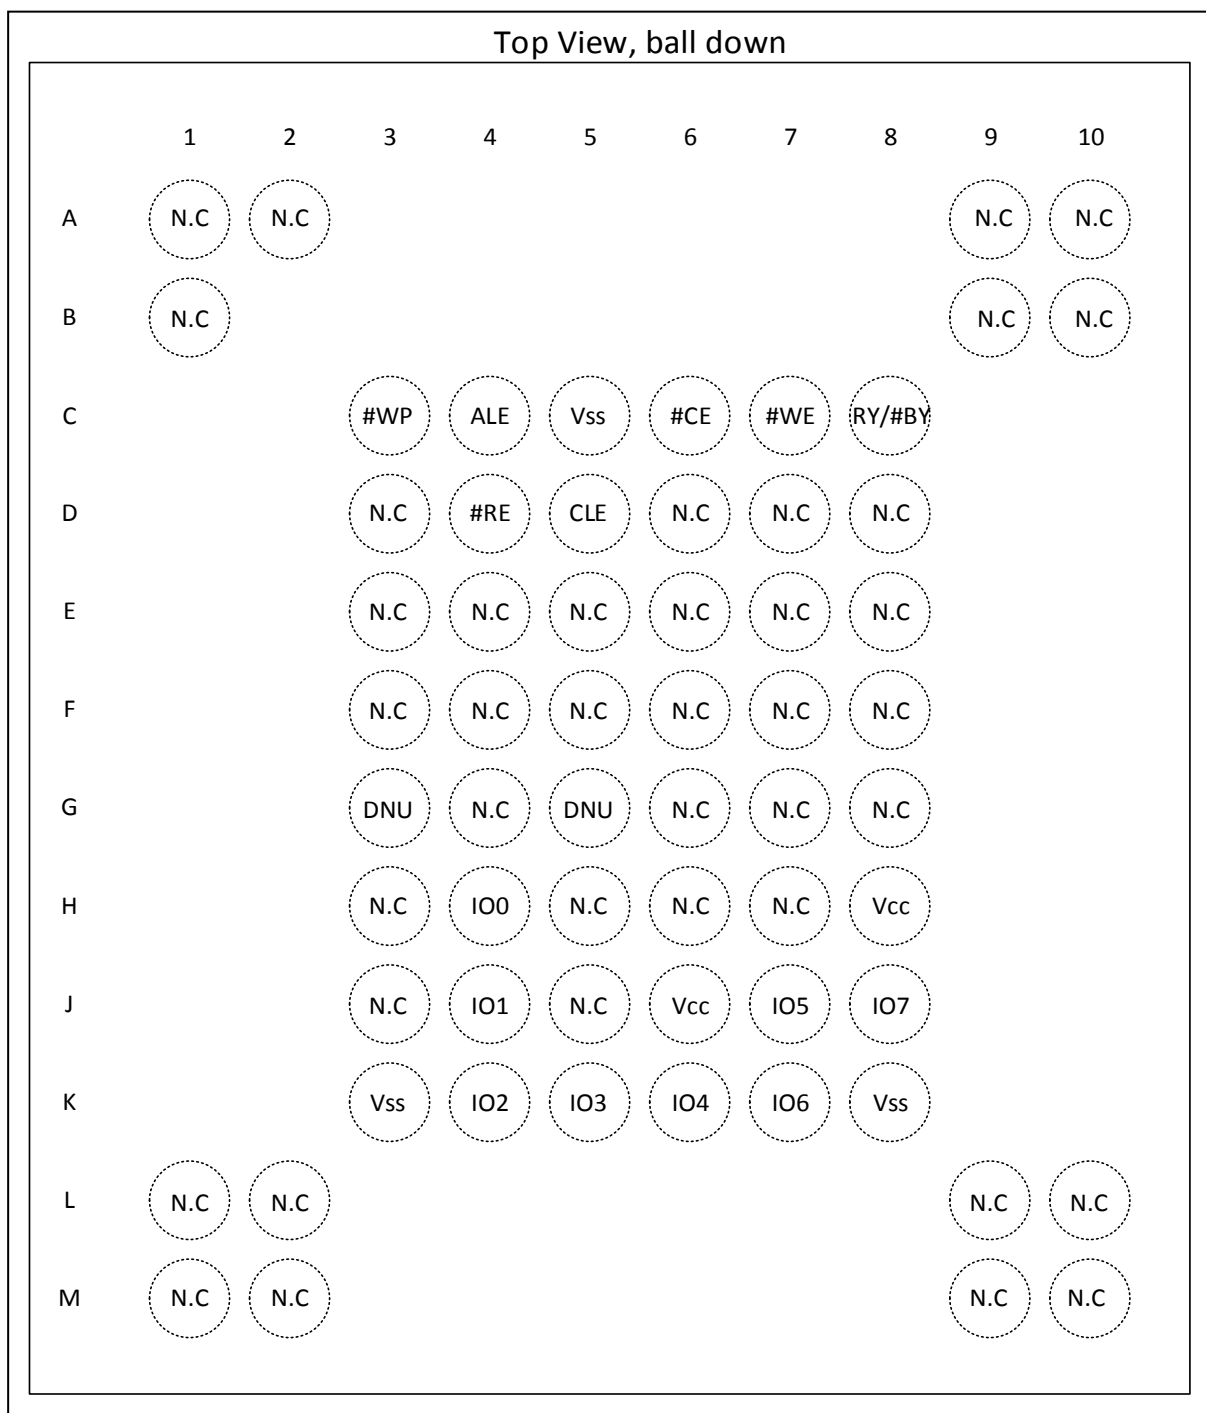 Top View, ball down
1 2 3 4 5 6 7 8 9 10
A N.C N.C N.C N.C
B N.C N.C N.C
C #WP ALE Vss #CE #WE RY/#BY
D N.C #RE CLE N.C N.C N.C
E N.C N.C N.C N.C N.C N.C
F N.C N.C N.C N.C N.C N.C
G DNU N.C DNU N.C N.C N.C
H N.C IO0 N.C N.C N.C Vcc
J N.C IO1 N.C Vcc IO5 IO7
K Vss IO2 IO3 IO4 IO6 Vss
L N.C N.C N.C N.C
M N.C N.C N.C N.C